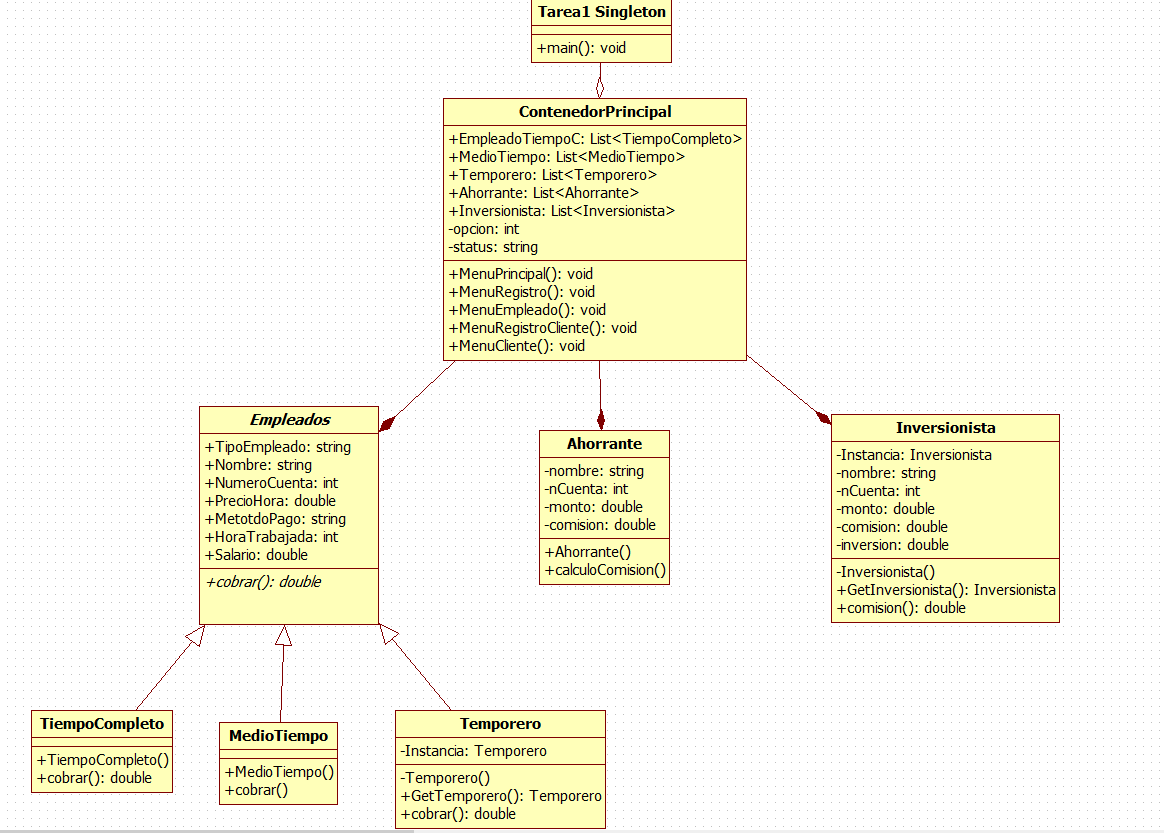 Tarea1 Singleton
+main(): void
ContenedorPrincipal
+EmpleadoTiempoC: List<TiempoCompleto>
+MedioTiempo: List<MedioTiempo>
+Temporero: List<Temporero>
+Ahorrante: List<Ahorrante>
+Inversionista: List<Inversionista>
-opcion: int
-status: string
+MenuPrincipal(): void
+MenuRegistro(): void
+MenuEmpleado(): void
+MenuRegistroCliente(): void
+MenuCliente(): void
Empleados
+TipoEmpleado: string
+Nombre: string
+NumeroCuenta: int
+PrecioHora: double
+MetotdoPago: string
+HoraTrabajada: int
+Salario: double
+cobrar(): double
Ahorrante
-nombre: string
-nCuenta: int
-monto: double
-comision: double
+Ahorrante()
+calculoComision()
Inversionista
-Instancia: Inversionista
-nombre: string
-nCuenta: int
-monto: double
-comision: double
-inversion: double
-Inversionista()
+GetInversionista(): Inversionista
+comision(): double
TiempoCompleto
+TiempoCompleto()
+cobrar(): double
MedioTiempo
+MedioTiempo()
+cobrar()
Temporero
-Instancia: Temporero
-Temporero()
+GetTemporero(): Temporero
+cobrar(): double